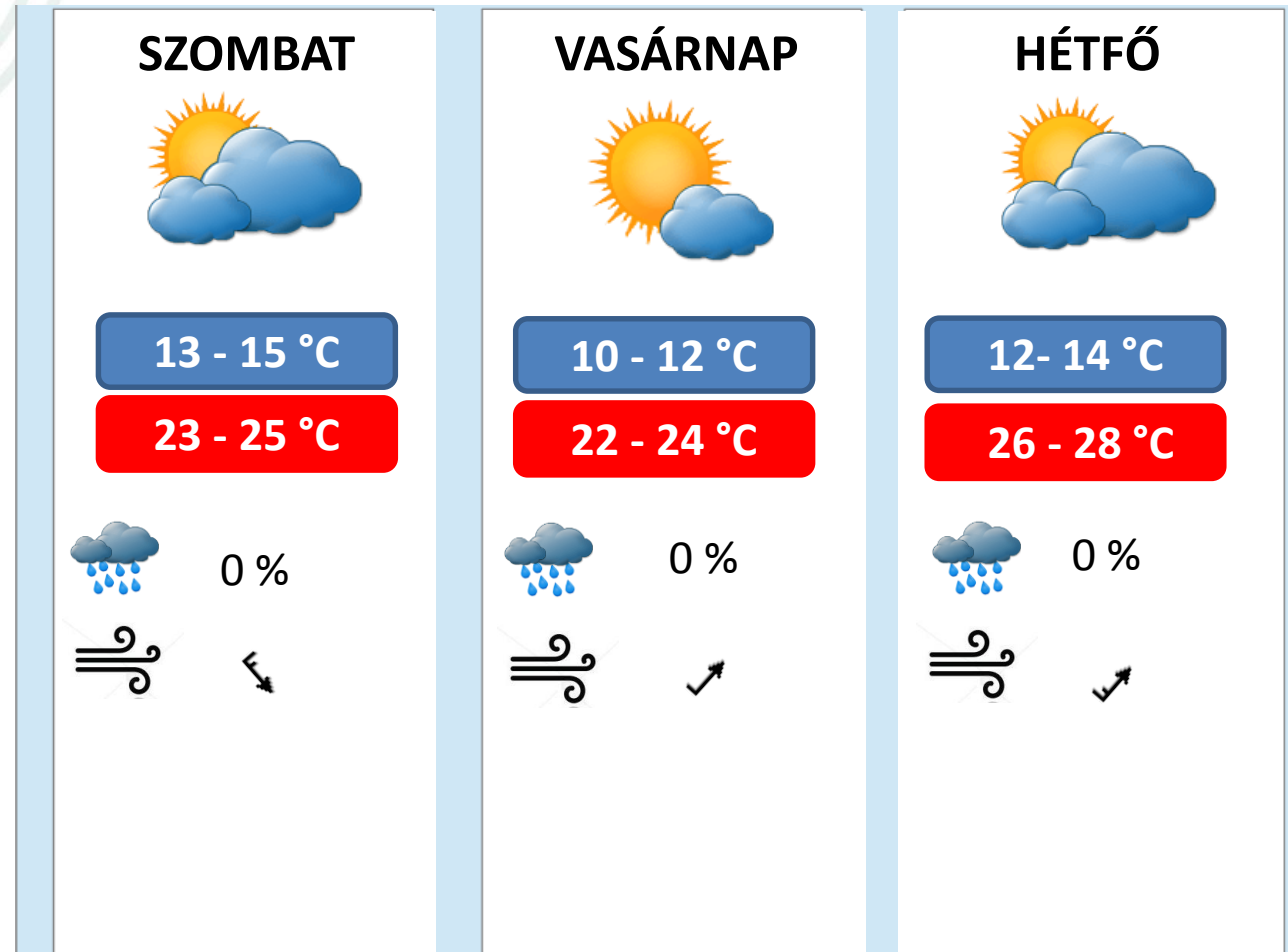 SZOMBAT
13 - 15 °C
23 - 25 °C
0 %
VASÁRNAP
10 - 12 °C
22 - 24 °C
0 %
HÉTFŐ
12- 14 °C
26 - 28 °C
0 %